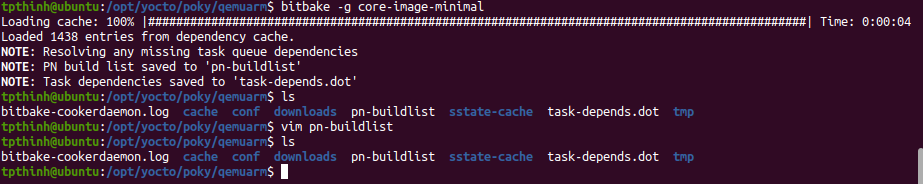 tpthinh@ubuntu:/opt/yocto/poky/qemuarm$ bitbake -g core-image-minimal
Loading cache: 100% |###################################################################################| Time: 0:00:04
Loaded 1438 entries from dependency cache.
NOTE: Resolving any missing task queue dependencies
NOTE: PN build list saved to 'pn-buildlist'
NOTE: Task dependencies saved to 'task-depends.dot'
tpthinh@ubuntu:/opt/yocto/poky/qemuarm$ ls
bitbake-cookerdaemon.log  cache  conf  downloads  pn-buildlist  sstate-cache  task-depends.dot  tmp
tpthinh@ubuntu:/opt/yocto/poky/qemuarm$ vim pn-buildlist
tpthinh@ubuntu:/opt/yocto/poky/qemuarm$ ls
bitbake-cookerdaemon.log  cache  conf  downloads  pn-buildlist  sstate-cache  task-depends.dot  tmp
tpthinh@ubuntu:/opt/yocto/poky/qemuarm$